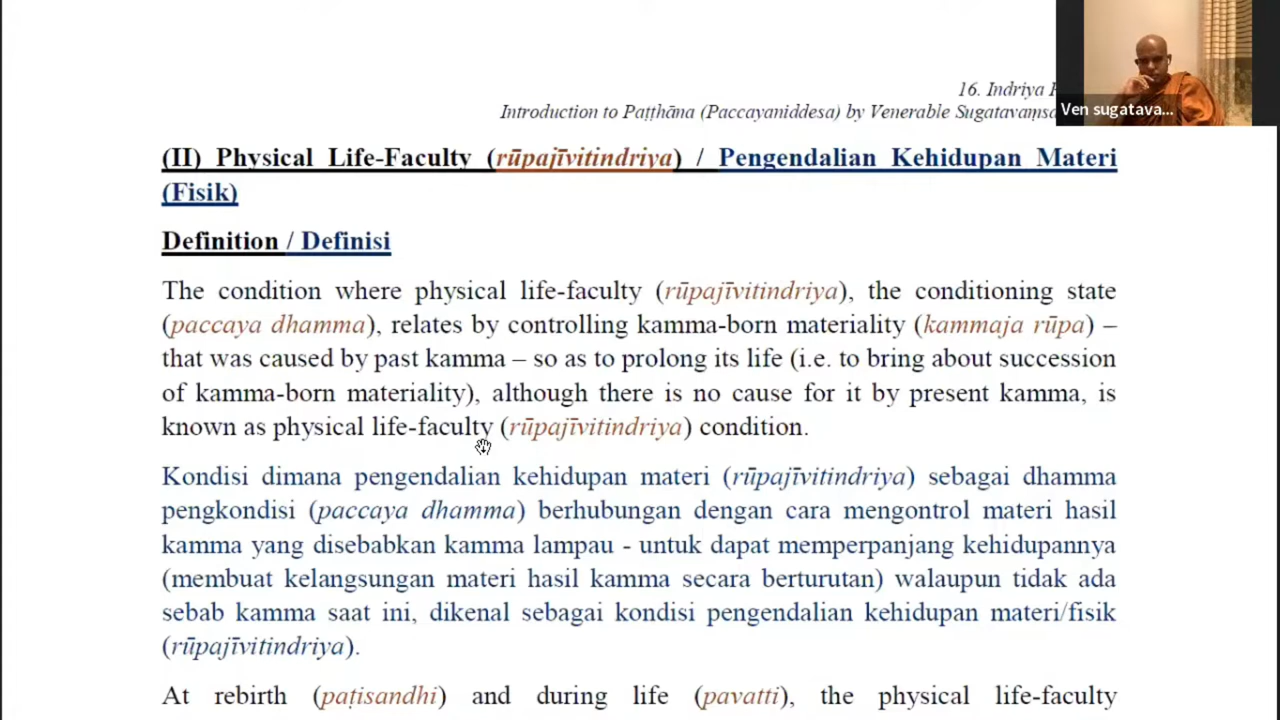 16. Indriya
Introduction to Paṭṭhāna (Paccayaniddesa) by Venerable Sugatavaṃsa
Ven sugatava...
(II) Physical Life-Faculty (rūpajīvitindriya) / Pengendalian Kehidupan Materi
(Fisik)
Definition / Definisi
The condition where physical life-faculty (rūpajīvitindriya), the conditioning state
(paccaya dhamma), relates by controlling kamma-born materiality (kammaja rūpa) –
that was caused by past kamma – so as to prolong its life (i.e. to bring about succession
of kamma-born materiality), although there is no cause for it by present kamma, is
known as physical life-faculty (rūpajīvitindriya) condition.
Kondisi dimana pengendalian kehidupan materi (rūpajīvitindriya) sebagai dhamma
pengkondisi (paccaya dhamma) berhubungan dengan cara mengontrol materi hasil
kamma yang disebabkan kamma lampau - untuk dapat memperpanjang kehidupannya
(membuat kelangsungan materi hasil kamma secara berturutan) walaupun tidak ada
sebab kamma saat ini, dikenal sebagai kondisi pengendalian kehidupan materi/fisik
(rūpajīvitindriya).
At rebirth (paṭisandhi) and during life (pavatti), the physical life-faculty